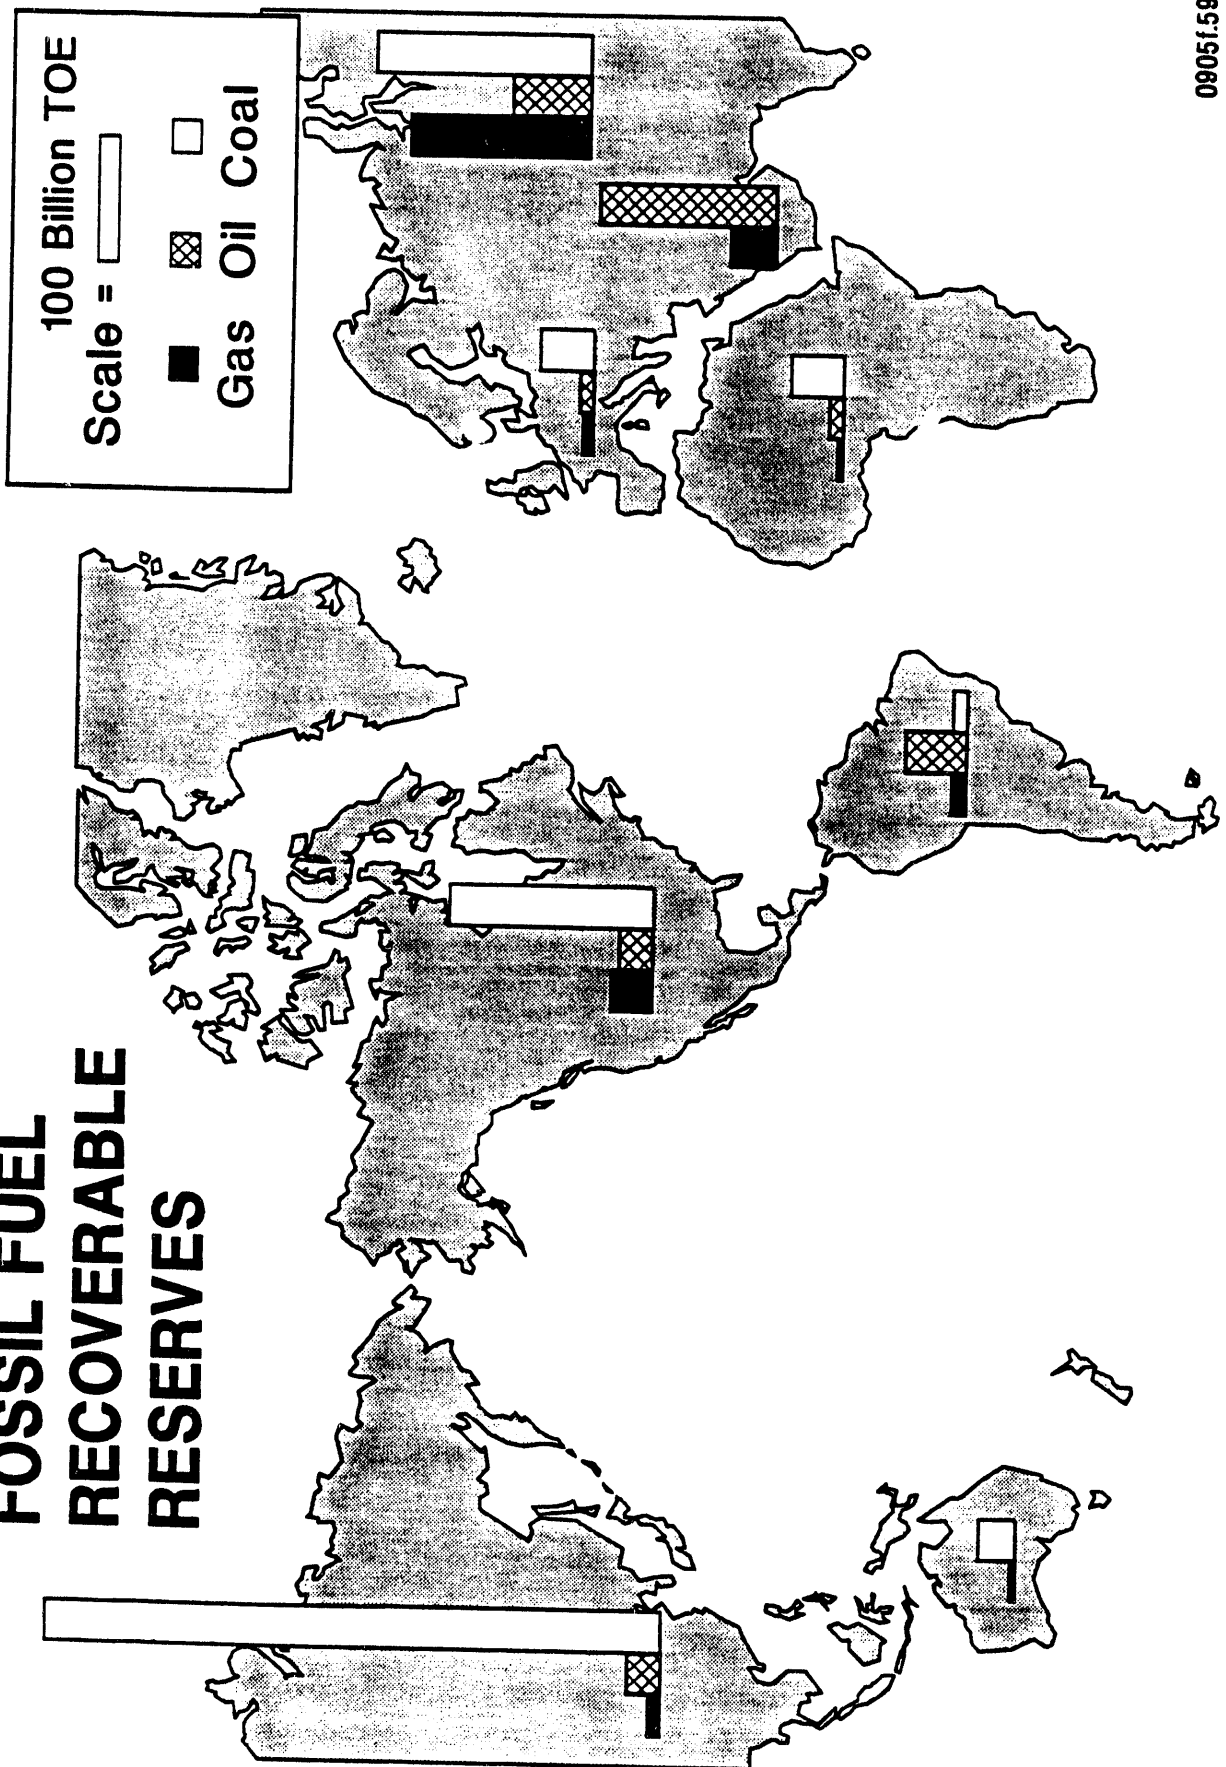 FOSSIL FUEL
RECOVERABLE
RESERVES
100 Billion TOE
Scale =
Gas Oil Coal
0905f.59